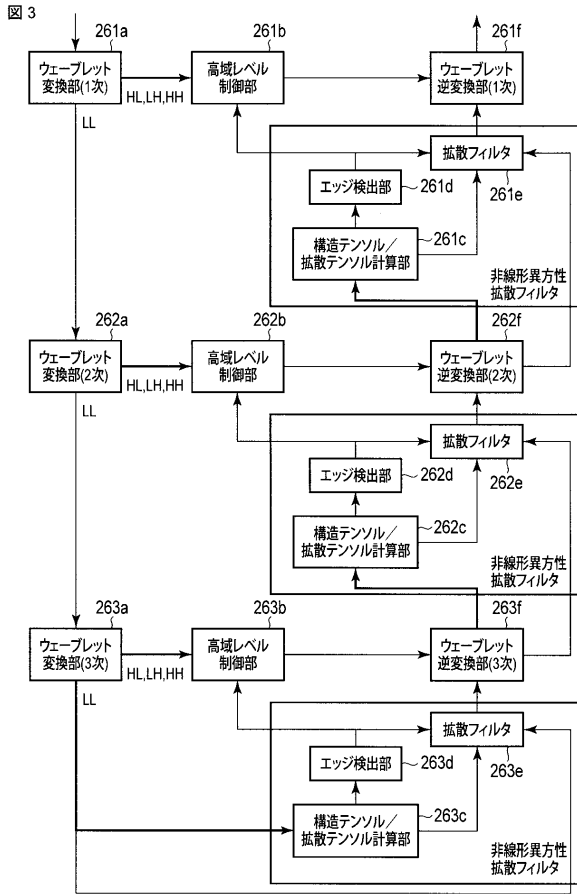 図3
261a
261b
261f
ウェーブレット
変換部(1次)
高域レベル
制御部
ウェーブレット
逆変換部(1次)
HL,LH,HH
LL
拡散フィルタ
261e
エッジ検出部
261d
261c
構造テンソル/
拡散テンソル計算部
非線形異方性
拡散フィルタ
262a
262b
262f
ウェーブレット
変換部(2次)
高域レベル
制御部
ウェーブレット
逆変換部(2次)
HL,LH,HH
LL
拡散フィルタ
262e
エッジ検出部
262d
262c
構造テンソル/
拡散テンソル計算部
非線形異方性
拡散フィルタ
263a
263b
263f
ウェーブレット
変換部(3次)
高域レベル
制御部
ウェーブレット
逆変換部(3次)
HL,LH,HH
LL
拡散フィルタ
263e
エッジ検出部
263d
263c
構造テンソル/
拡散テンソル計算部
非線形異方性
拡散フィルタ